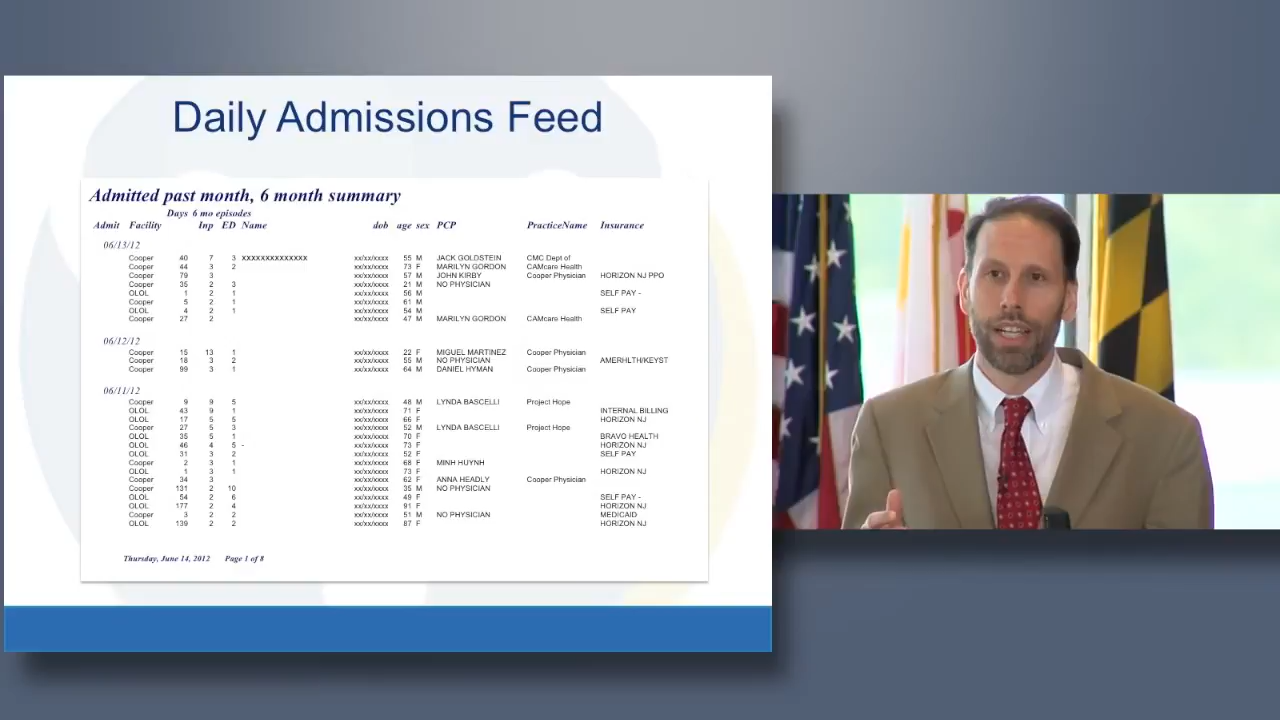 Daily Admissions Feed
Admitted past month, 6 month summary
Days 6 mo episodes
Admit Facility Inp ED Name dob age sex PCP PracticeName Insurance
06/13/12
Cooper 40 7 3 XXXXXXXXXXXXXX xx/xx/xxxx 55 M JACK GOLDSTEIN CMC Dept of
Cooper 44 3 2 xx/xx/xxxx 73 F MARILYN GORDON CAMcare Health
Cooper 79 3 xx/xx/xxxx 57 M JOHN KIRBY Cooper Physician HORIZON NJ PPO
Cooper 35 2 3 xx/xx/xxxx 21 M NO PHYSICIAN
OLOL 1 2 1 xx/xx/xxxx 56 M SELF PAY -
Cooper 5 2 1 xx/xx/xxxx 61 M
OLOL 4 2 1 xx/xx/xxxx 54 M SELF PAY
Cooper 27 2 xx/xx/xxxx 47 M MARILYN GORDON CAMcare Health
06/12/12
Cooper 15 13 1 xx/xx/xxxx 22 F MIGUEL MARTINEZ Cooper Physician
Cooper 18 3 2 xx/xx/xxxx 55 M NO PHYSICIAN AMERHLTH/KEYST
Cooper 99 3 1 xx/xx/xxxx 64 M DANIEL HYMAN Cooper Physician
06/11/12
Cooper 9 9 5 xx/xx/xxxx 48 M LYNDA BASCELLI Project Hope
OLOL 43 9 1 xx/xx/xxxx 71 F INTERNAL BILLING
OLOL 17 5 5 xx/xx/xxxx 66 F HORIZON NJ
Cooper 27 5 3 xx/xx/xxxx 52 M LYNDA BASCELLI Project Hope
OLOL 35 5 1 xx/xx/xxxx 70 F BRAVO HEALTH
OLOL 46 4 5 - xx/xx/xxxx 73 F HORIZON NJ
OLOL 31 3 2 xx/xx/xxxx 52 F SELF PAY
Cooper 2 3 1 xx/xx/xxxx 68 F MINH HUYNH
OLOL 1 3 1 xx/xx/xxxx 73 F HORIZON NJ
Cooper 34 3 xx/xx/xxxx 62 F ANNA HEADLY Cooper Physician
Cooper 131 2 10 xx/xx/xxxx 35 M NO PHYSICIAN
OLOL 54 2 6 xx/xx/xxxx 49 F SELF PAY -
OLOL 177 2 4 xx/xx/xxxx 91 F HORIZON NJ
Cooper 3 2 2 xx/xx/xxxx 51 M NO PHYSICIAN MEDICAID
OLOL 139 2 2 xx/xx/xxxx 87 F HORIZON NJ
Thursday, June 14, 2012 Page 1 of 8